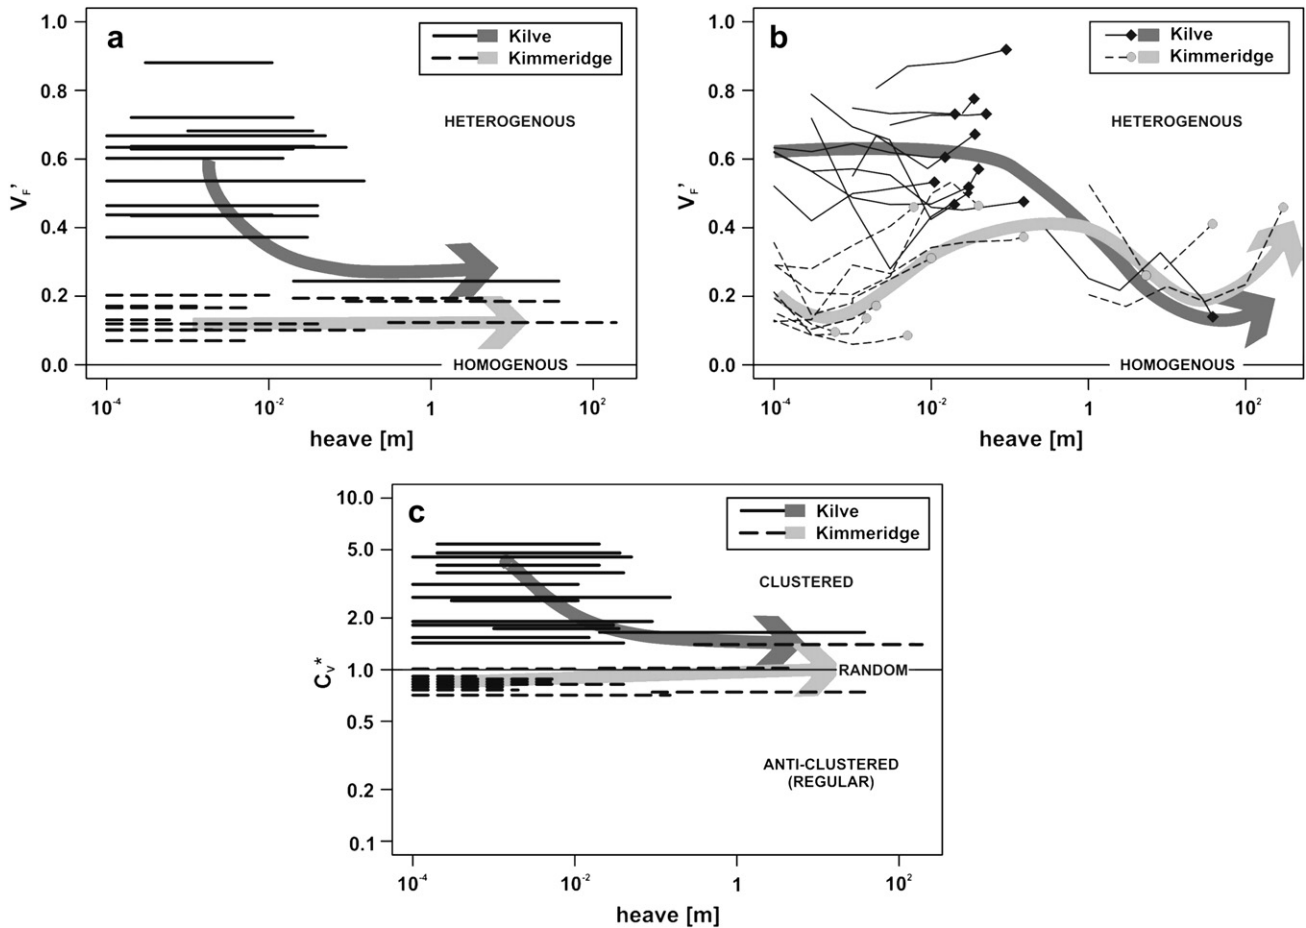 a
Kilve
Kimmeridge
HETEROGENOUS
HOMOGENOUS
1.0
0.8
0.6
0.4
0.2
0.0
V_F'
10^-4
10^-2
1
10^2
heave [m]
b
Kilve
Kimmeridge
HETEROGENOUS
HOMOGENOUS
1.0
0.8
0.6
0.4
0.2
0.0
V_F'
10^-4
10^-2
1
10^2
heave [m]
c
Kilve
Kimmeridge
CLUSTERED
RANDOM
ANTI-CLUSTERED
(REGULAR)
10.0
5.0
2.0
1.0
0.5
0.2
0.1
C_V*
10^-4
10^-2
1
10^2
heave [m]